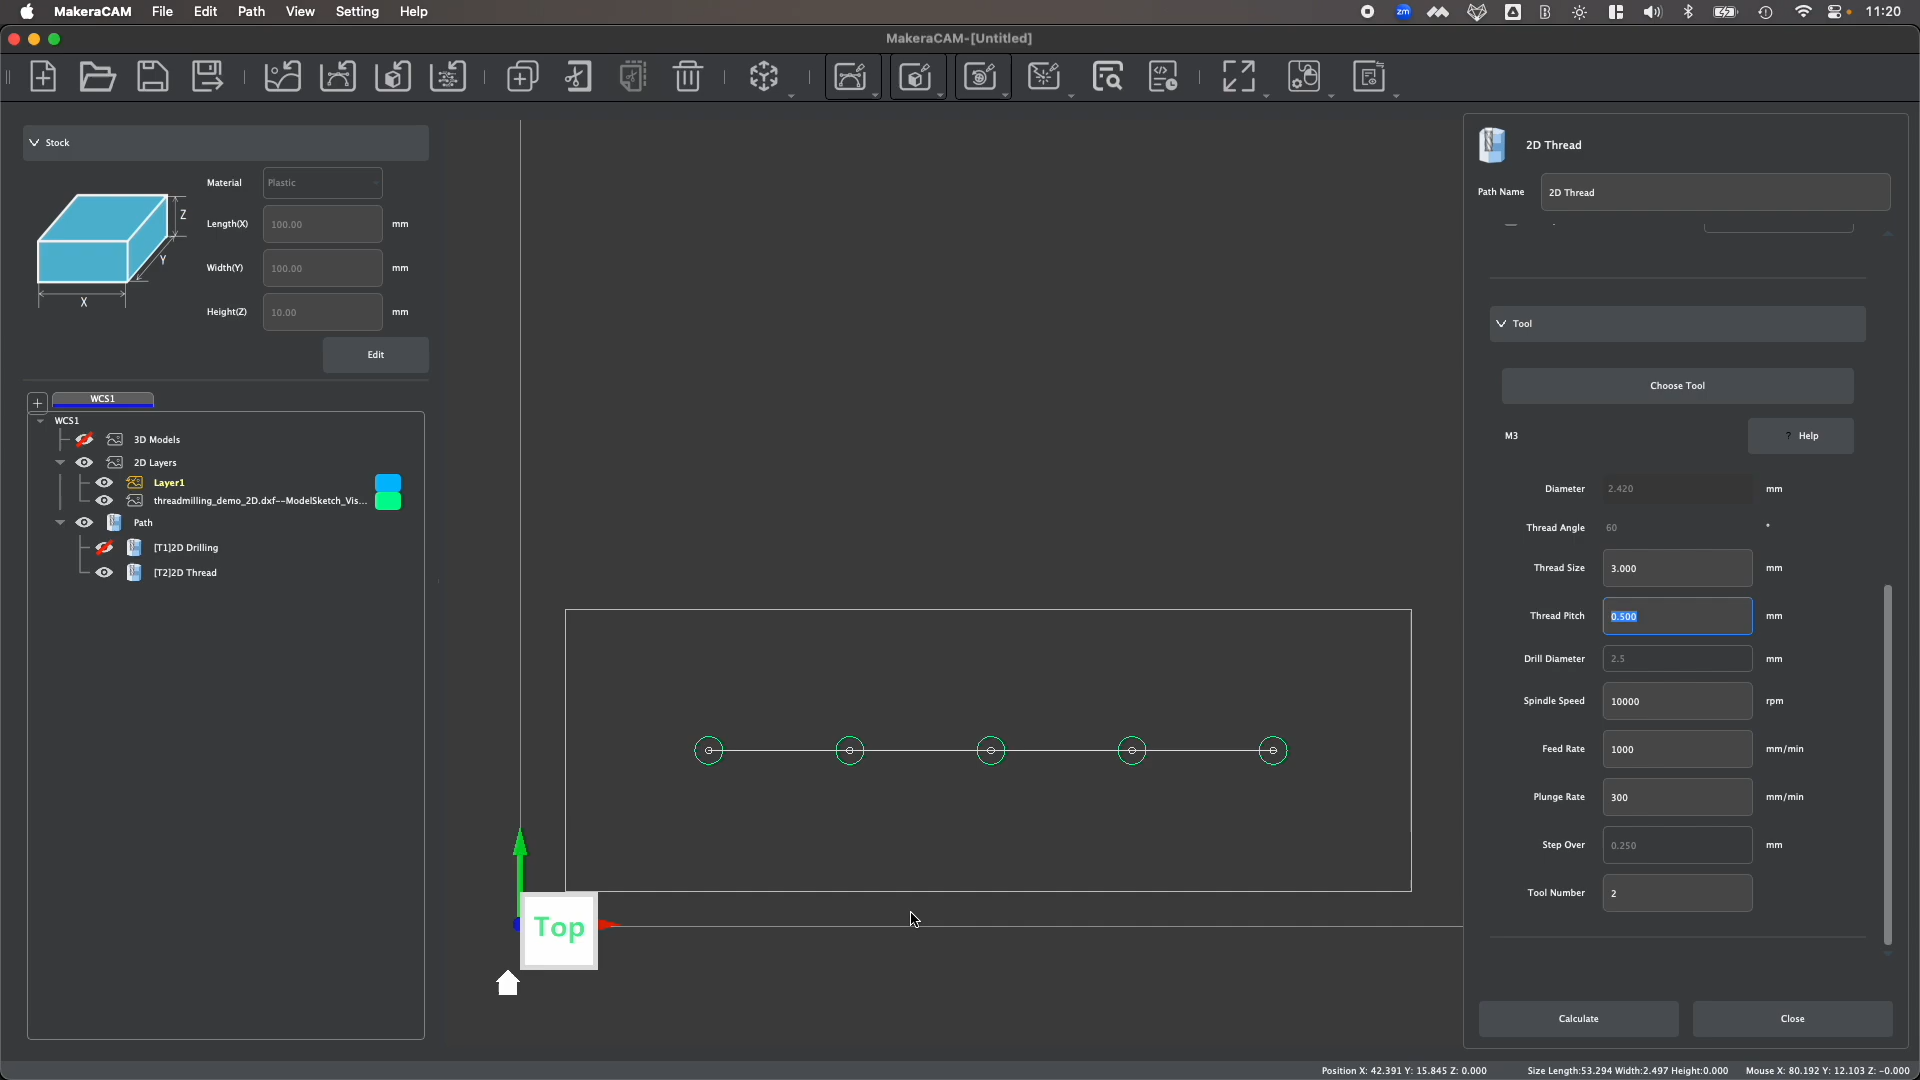 MakeraCAM File Edit Path View Setting Help
zm
11:20
MakeraCAM-[Untitled]
Stock
Material Plastic
Length(X) 100.00 mm
Width(Y) 100.00 mm
Height(Z) 10.00 mm
Z
Y
X
Edit
+ WCS1
WCS1
3D Models
2D Layers
Layer1
threadmilling_demo_2D.dxf--ModelSketch_Vis...
Path
[T1]2D Drilling
[T2]2D Thread
Top
2D Thread
Path Name 2D Thread
Tool
Choose Tool
M3
? Help
Diameter 2.420 mm
Thread Angle 60 °
Thread Size 3.000 mm
Thread Pitch 0.500 mm
Drill Diameter 2.5 mm
Spindle Speed 10000 rpm
Feed Rate 1000 mm/min
Plunge Rate 300 mm/min
Step Over 0.250 mm
Tool Number 2
Calculate Close
Position X: 42.391 Y: 15.845 Z: 0.000 Size Length:53.294 Width:2.497 Height:0.000 Mouse X: 80.192 Y: 12.103 Z: -0.000